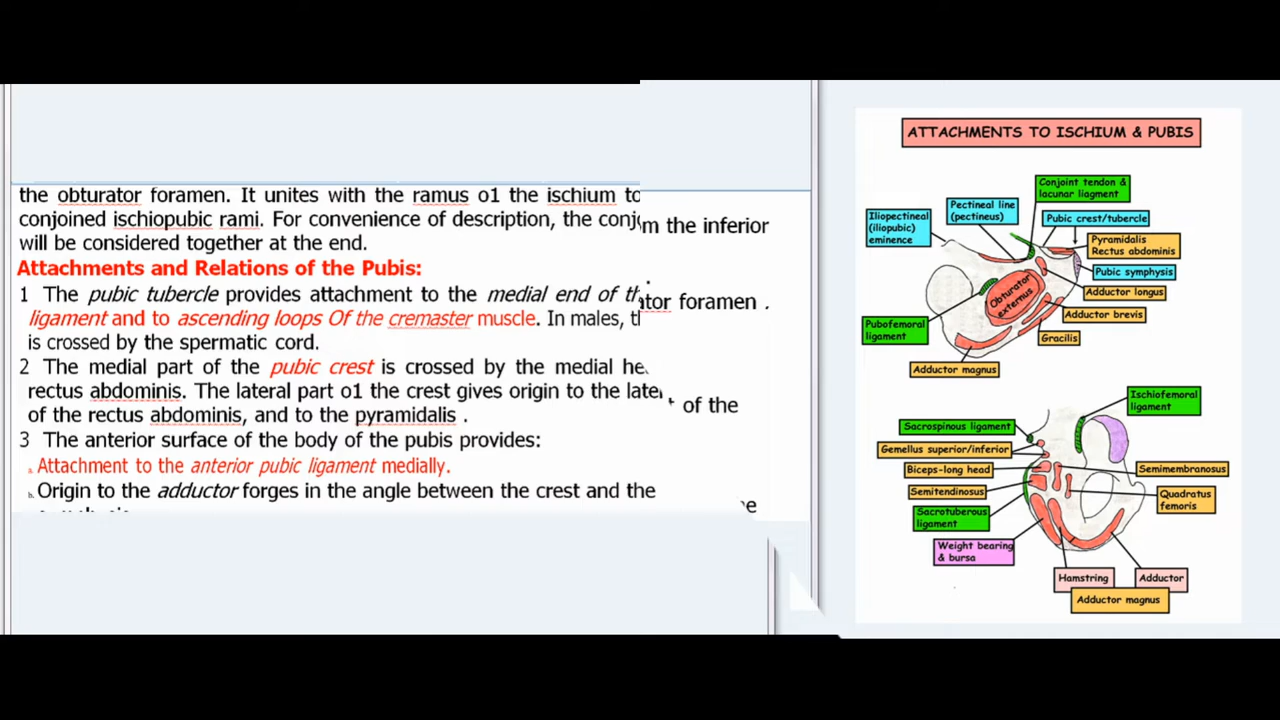 the obturator foramen. It unites with the ramus o1 the ischium to
conjoined ischiopubic rami. For convenience of description, the conj
will be considered together at the end.
Attachments and Relations of the Pubis:
1 The pubic tubercle provides attachment to the medial end of th
ligament and to ascending loops Of the cremaster muscle. In males, t
is crossed by the spermatic cord.
2 The medial part of the pubic crest is crossed by the medial he
rectus abdominis. The lateral part o1 the crest gives origin to the late
of the rectus abdominis, and to the pyramidalis .
3 The anterior surface of the body of the pubis provides:
a. Attachment to the anterior pubic ligament medially.
b. Origin to the adductor forges in the angle between the crest and the
m the inferior
tor foramen .
of the
ne
ATTACHMENTS TO ISCHIUM & PUBIS
Conjoint tendon &
lacunar liagment
Pectineal line
(pectineus)
Iliopectineal
(iliopubic)
eminence
Pubic crest/tubercle
Pyramidalis
Rectus abdominis
Pubic symphysis
Adductor longus
Adductor brevis
Gracilis
Obturator
externus
Pubofemoral
ligament
Adductor magnus
Ischiofemoral
ligament
Sacrospinous ligament
Gemellus superior/inferior
Biceps-long head
Semitendinosus
Sacrotuberous
ligament
Weight bearing
& bursa
Semimembranosus
Quadratus
femoris
Hamstring
Adductor
Adductor magnus